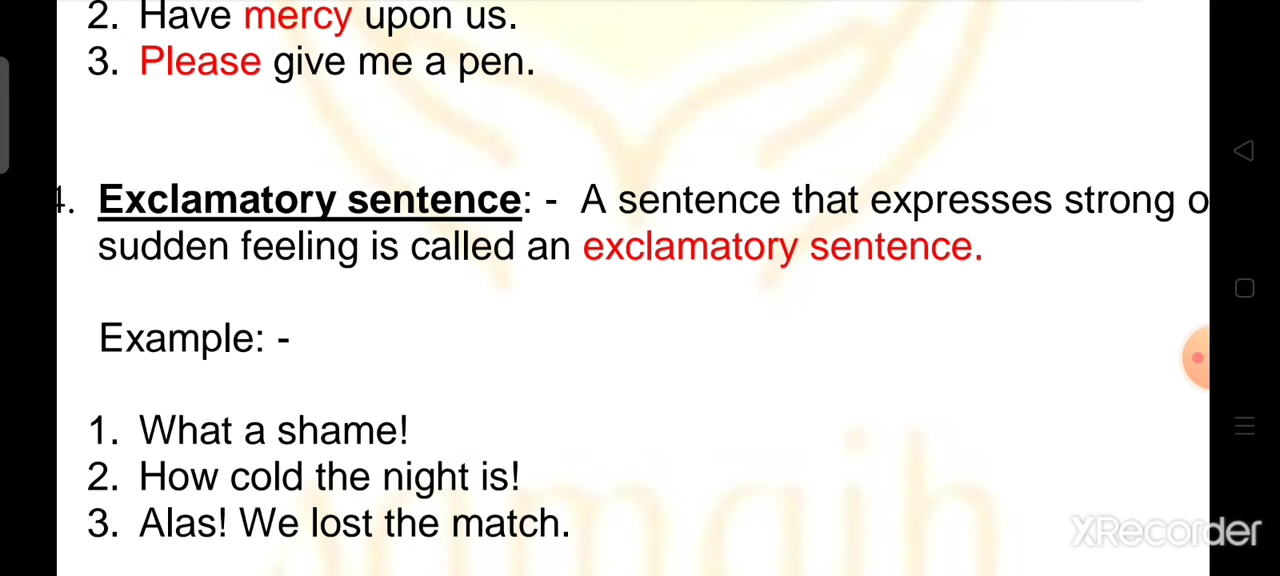 2. Have mercy upon us.
3. Please give me a pen.
4. Exclamatory sentence: - A sentence that expresses strong o
sudden feeling is called an exclamatory sentence.
Example: -
1. What a shame!
2. How cold the night is!
3. Alas! We lost the match.
XRecorder